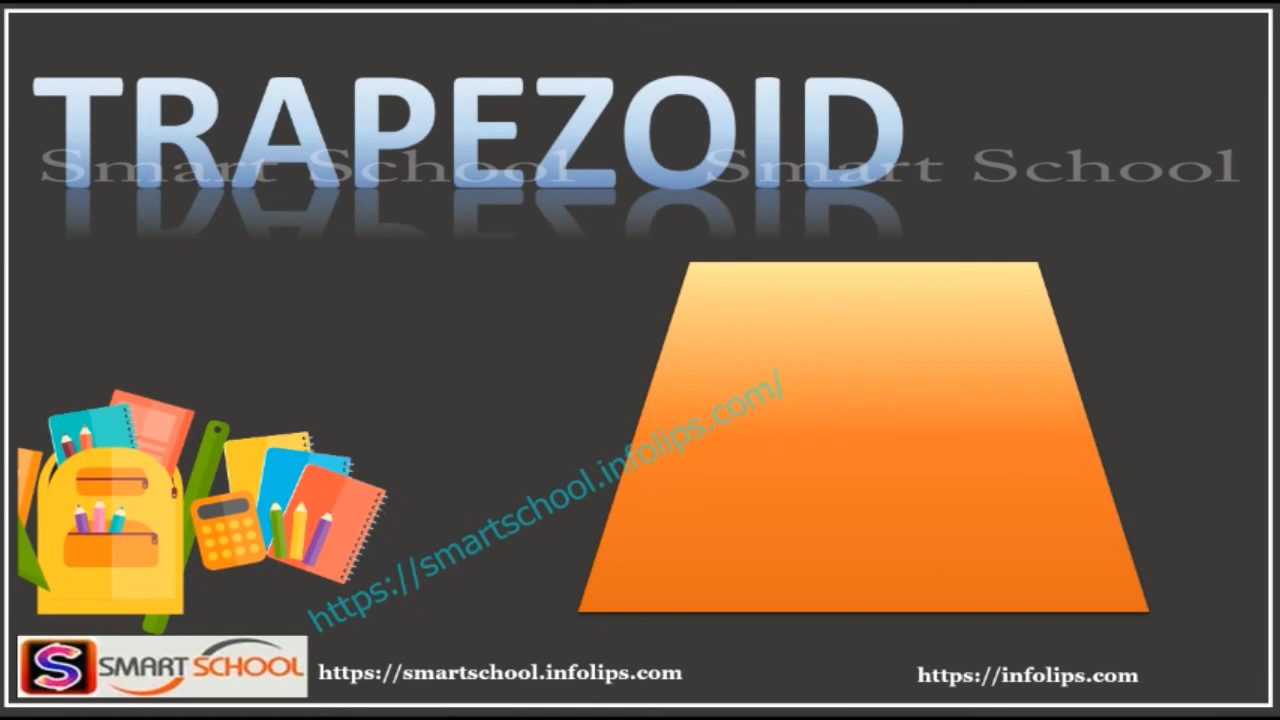 TRAPEZOID
Smart School Smart School
https://smartschool.infolips.com/
SMART SCHOOL
https://smartschool.infolips.com
https://infolips.com